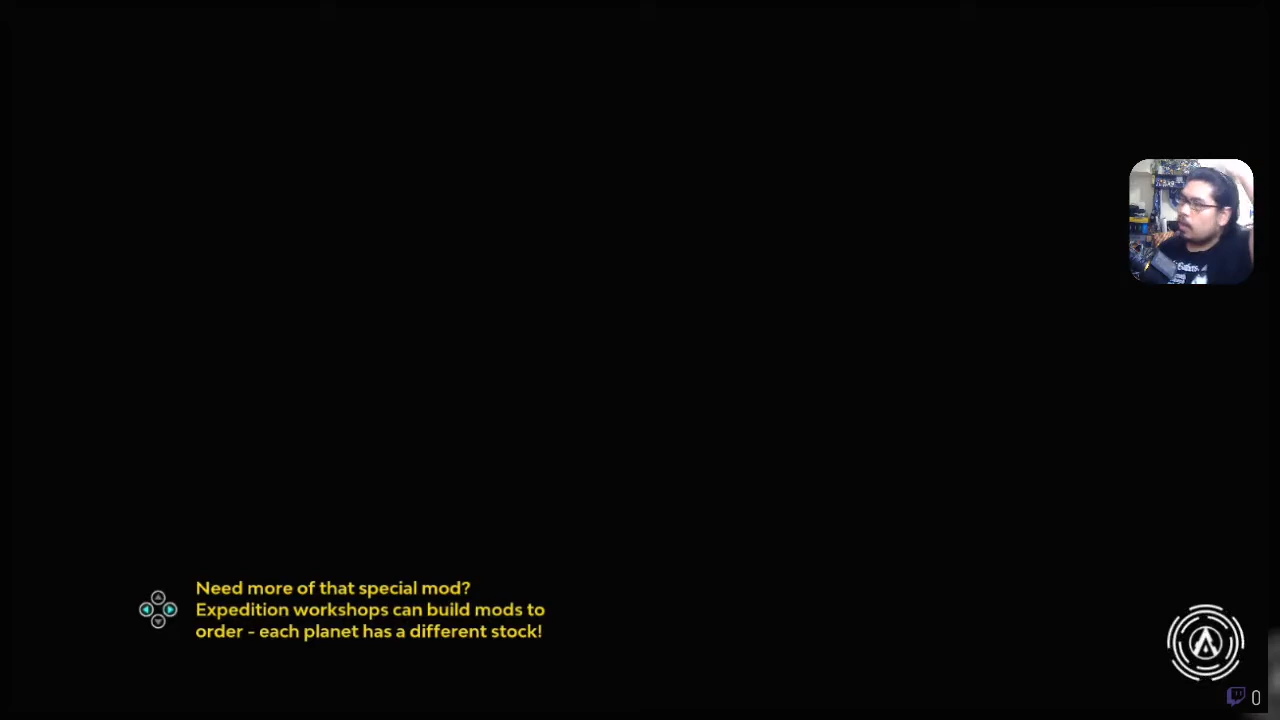 Need more of that special mod?
Expedition workshops can build mods to
order - each planet has a different stock!
0